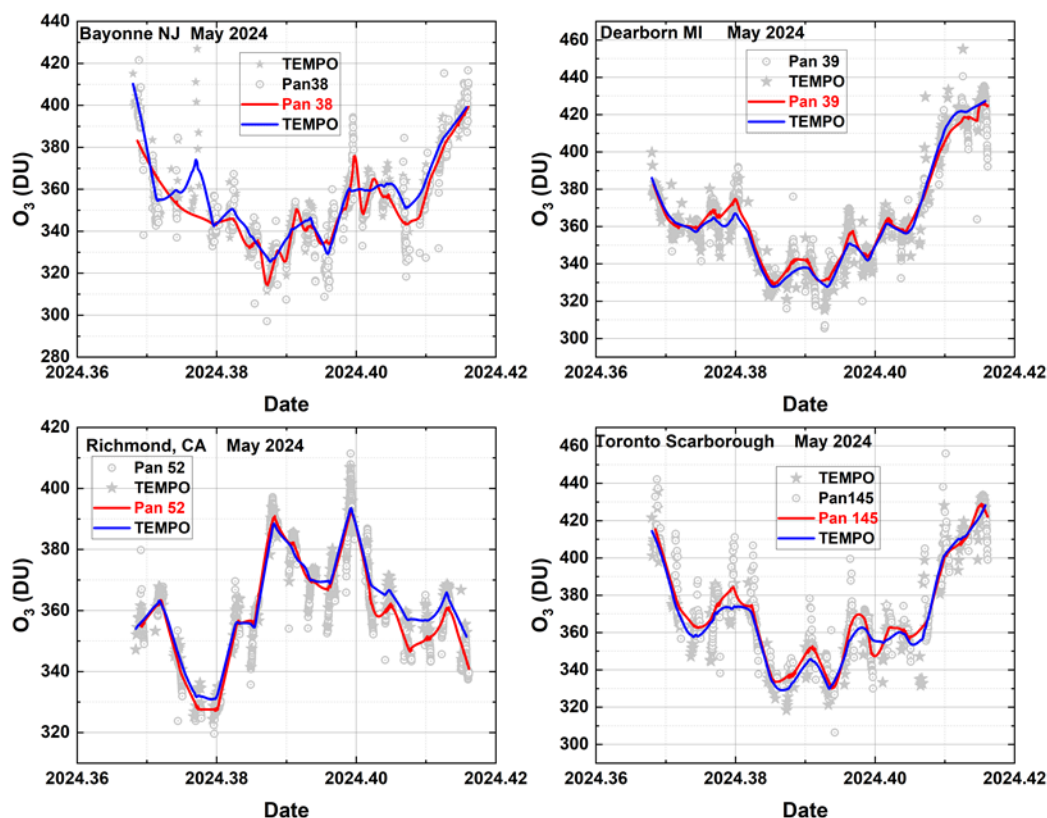 Bayonne NJ May 2024
TEMPO
Pan38
Pan 38
TEMPO
O3 (DU)
440
420
400
380
360
340
320
300
280
2024.36 2024.38 2024.40 2024.42
Date
Dearborn MI May 2024
Pan 39
TEMPO
Pan 39
TEMPO
O3 (DU)
460
440
420
400
380
360
340
320
300
2024.36 2024.38 2024.40 2024.42
Date
Richmond, CA May 2024
Pan 52
TEMPO
Pan 52
TEMPO
O3 (DU)
420
400
380
360
340
320
2024.36 2024.38 2024.40 2024.42
Date
Toronto Scarborough May 2024
TEMPO
Pan145
Pan 145
TEMPO
O3 (DU)
460
440
420
400
380
360
340
320
300
2024.36 2024.38 2024.40 2024.42
Date